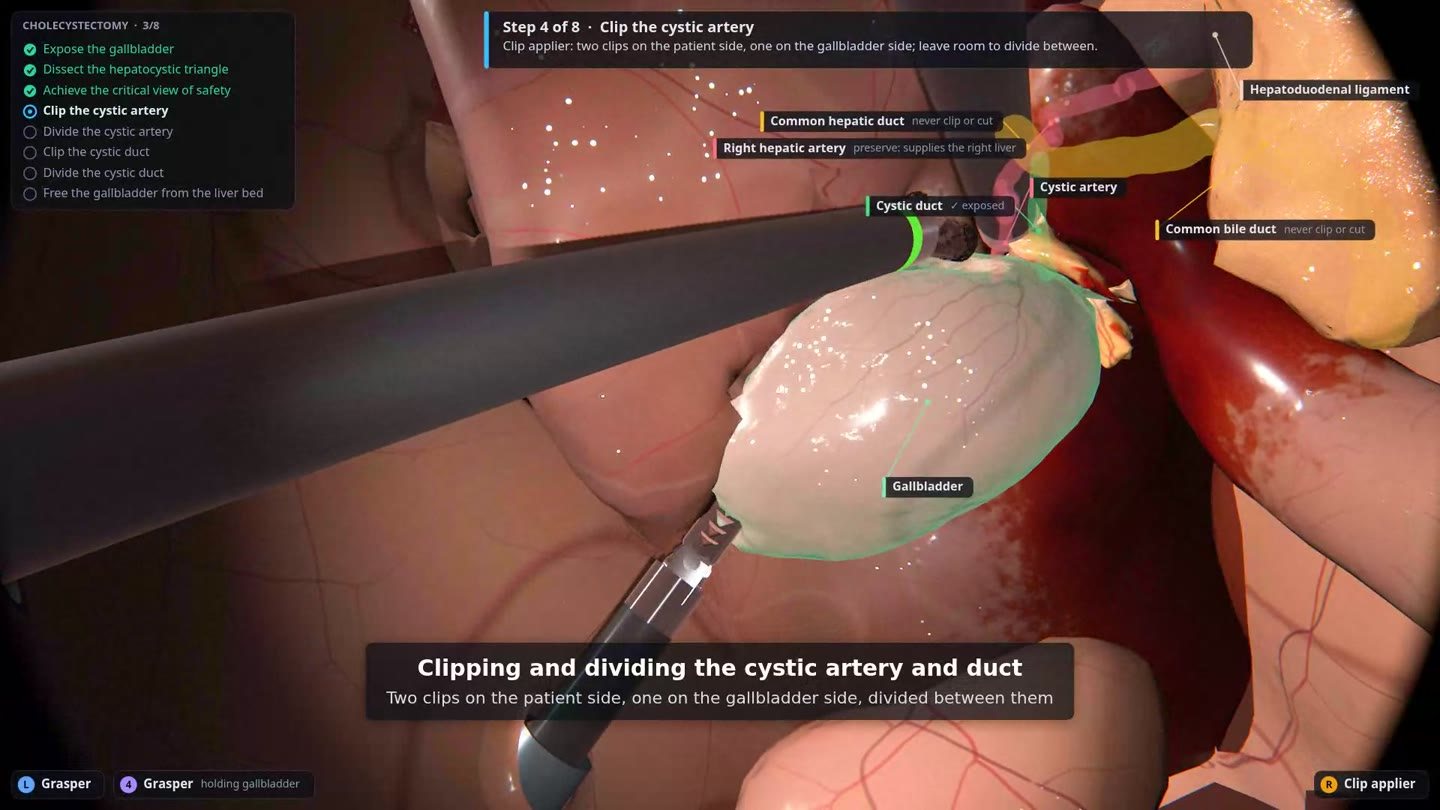 CHOLECYSTECTOMY · 3/8
Expose the gallbladder
Dissect the hepatocystic triangle
Achieve the critical view of safety
Clip the cystic artery
Divide the cystic artery
Clip the cystic duct
Divide the cystic duct
Free the gallbladder from the liver bed
Step 4 of 8 · Clip the cystic artery
Clip applier: two clips on the patient side, one on the gallbladder side; leave room to divide between.
Hepatoduodenal ligament
Common hepatic duct never clip or cut
Right hepatic artery preserve: supplies the right liver
Cystic artery
Cystic duct ✓ exposed
Common bile duct never clip or cut
Gallbladder
Clipping and dividing the cystic artery and duct
Two clips on the patient side, one on the gallbladder side, divided between them
L Grasper
4 Grasper holding gallbladder
R Clip applier